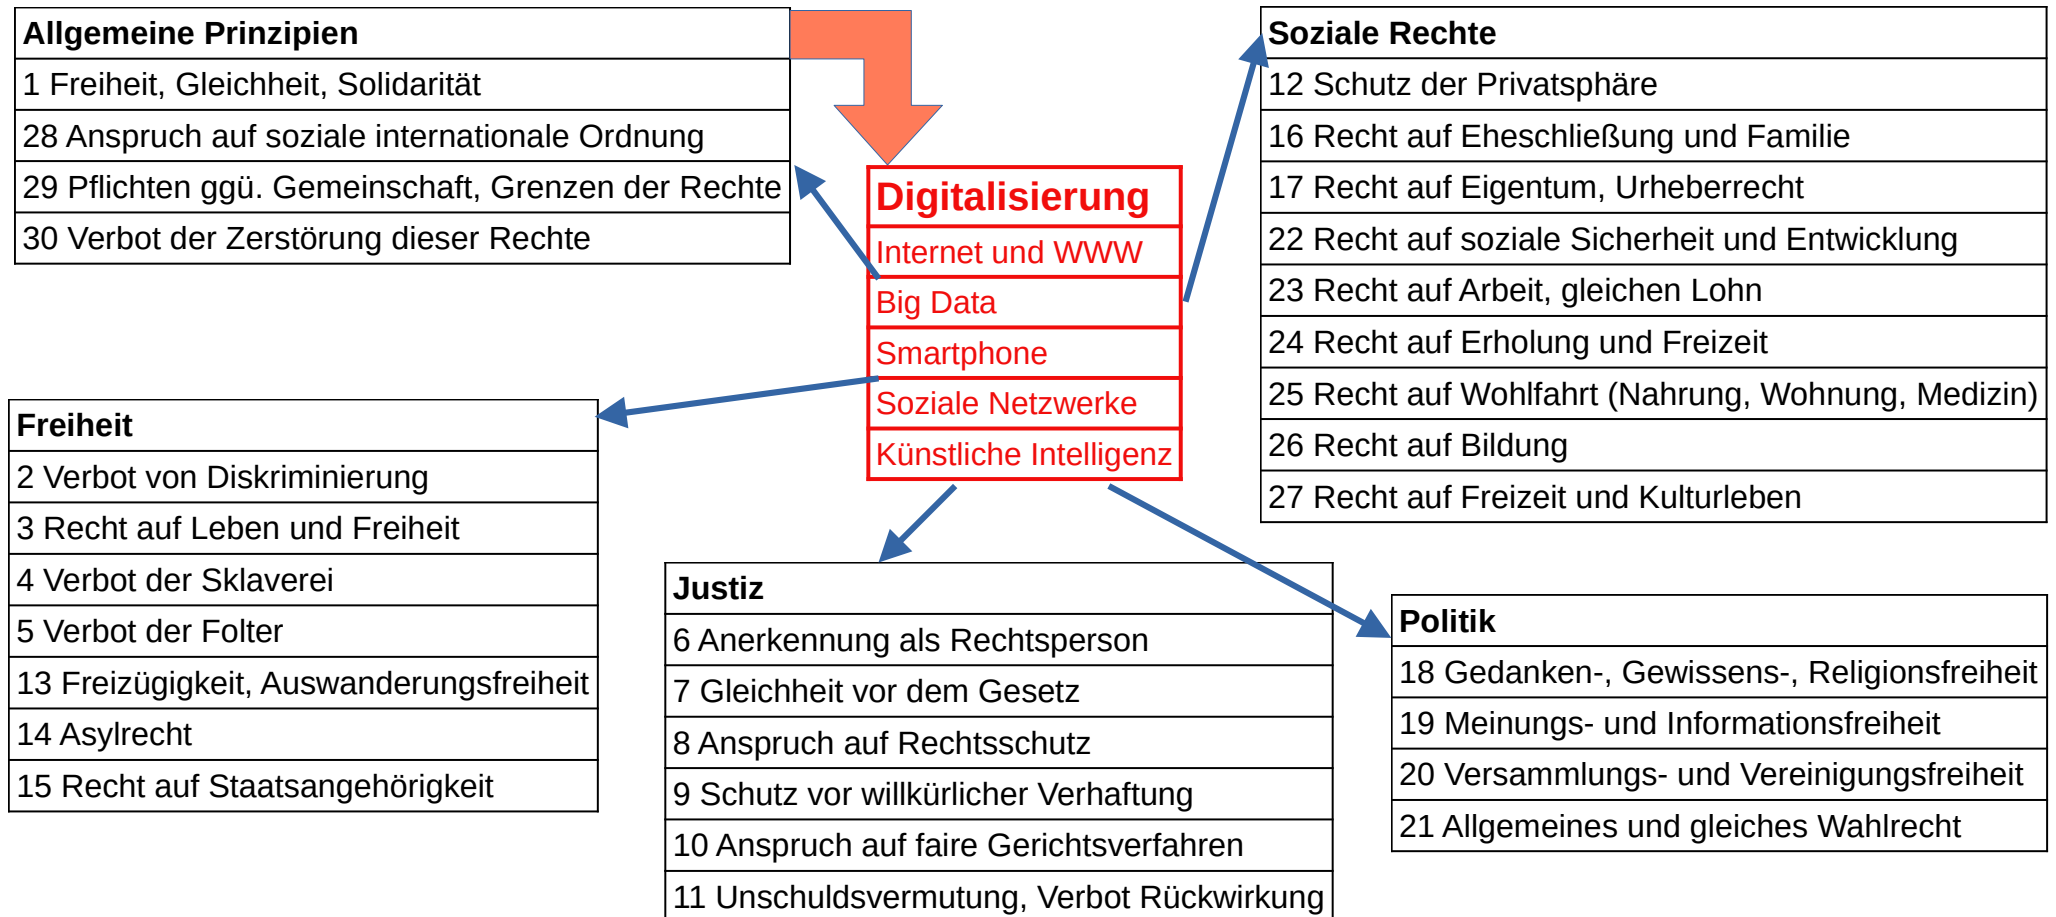 Allgemeine Prinzipien
1 Freiheit, Gleichheit, Solidarität
28 Anspruch auf soziale internationale Ordnung
29 Pflichten ggü. Gemeinschaft, Grenzen der Rechte
30 Verbot der Zerstörung dieser Rechte
Digitalisierung
Internet und WWW
Big Data
Smartphone
Soziale Netzwerke
Künstliche Intelligenz
Soziale Rechte
12 Schutz der Privatsphäre
16 Recht auf Eheschließung und Familie
17 Recht auf Eigentum, Urheberrecht
22 Recht auf soziale Sicherheit und Entwicklung
23 Recht auf Arbeit, gleichen Lohn
24 Recht auf Erholung und Freizeit
25 Recht auf Wohlfahrt (Nahrung, Wohnung, Medizin)
26 Recht auf Bildung
27 Recht auf Freizeit und Kulturleben
Freiheit
2 Verbot von Diskriminierung
3 Recht auf Leben und Freiheit
4 Verbot der Sklaverei
5 Verbot der Folter
13 Freizügigkeit, Auswanderungsfreiheit
14 Asylrecht
15 Recht auf Staatsangehörigkeit
Justiz
6 Anerkennung als Rechtsperson
7 Gleichheit vor dem Gesetz
8 Anspruch auf Rechtsschutz
9 Schutz vor willkürlicher Verhaftung
10 Anspruch auf faire Gerichtsverfahren
11 Unschuldsvermutung, Verbot Rückwirkung
Politik
18 Gedanken-, Gewissens-, Religionsfreiheit
19 Meinungs- und Informationsfreiheit
20 Versammlungs- und Vereinigungsfreiheit
21 Allgemeines und gleiches Wahlrecht